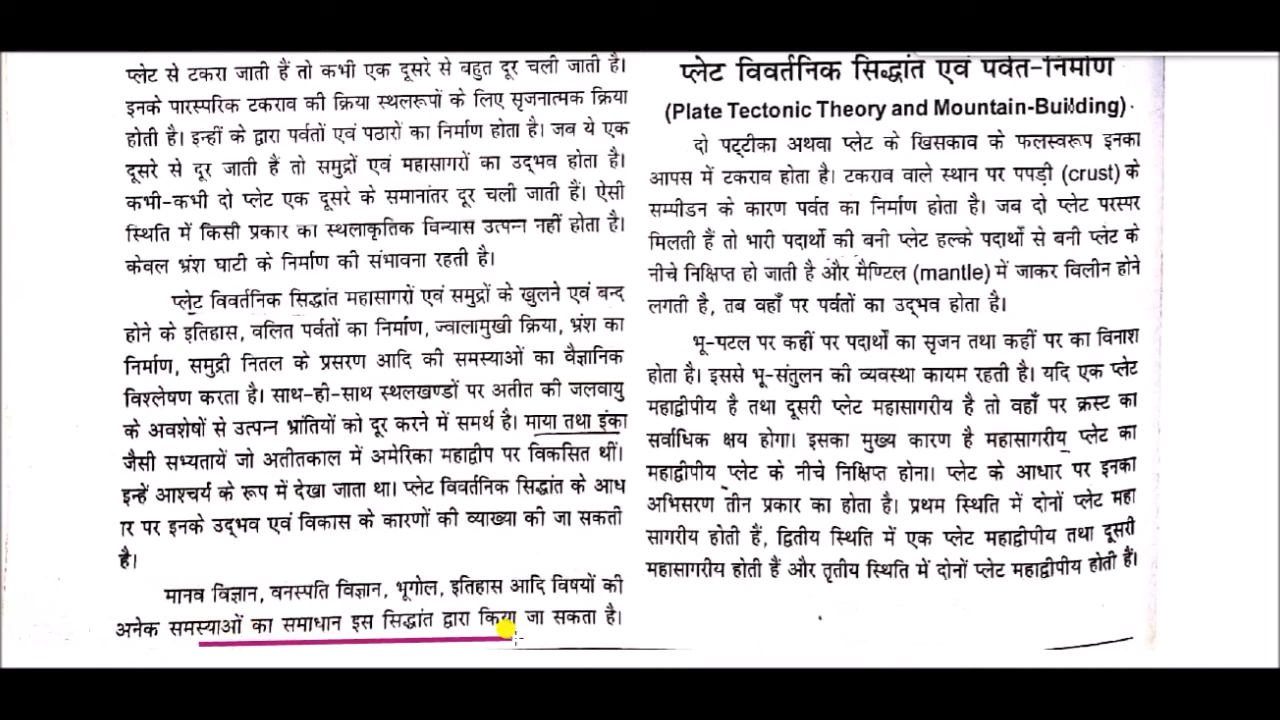 प्लेट से टकरा जाती हैं तो कभी एक दूसरे से बहुत दूर चली जाती है।
इनके पारस्परिक टकराव की क्रिया स्थलरूपों के लिए सृजनात्मक क्रिया
होती है। इन्हीं के द्वारा पर्वतों एवं पठारों का निर्माण होता है। जब ये एक
दूसरे से दूर जाती हैं तो समुद्रों एवं महासागरों का उद्भव होता है।
कभी-कभी दो प्लेट एक दूसरे के समानांतर दूर चली जाती हैं। ऐसी
स्थिति में किसी प्रकार का स्थलाकृतिक विन्यास उत्पन्न नहीं होता है।
केवल भ्रंश घाटी के निर्माण की संभावना रहती है।
प्लेट विवर्तनिक सिद्धांत महासागरों एवं समुद्रों के खुलने एवं बन्द
होने के इतिहास, वलित पर्वतों का निर्माण, ज्वालामुखी क्रिया, भ्रंश का
निर्माण, समुद्री नितल के प्रसरण आदि की समस्याओं का वैज्ञानिक
विश्लेषण करता है। साथ-ही-साथ स्थलखण्डों पर अतीत की जलवायु
के अवशेषों से उत्पन्न भ्रांतियों को दूर करने में समर्थ है। माया तथा इंका
जैसी सभ्यतायें जो अतीतकाल में अमेरिका महाद्वीप पर विकसित थीं।
इन्हें आश्चर्य के रूप में देखा जाता था। प्लेट विवर्तनिक सिद्धांत के आध
ार पर इनके उद्भव एवं विकास के कारणों की व्याख्या की जा सकती
है।
मानव विज्ञान, वनस्पति विज्ञान, भूगोल, इतिहास आदि विषयों की
अनेक समस्याओं का समाधान इस सिद्धांत द्वारा किया जा सकता है।
प्लेट विवर्तनिक सिद्धांत एवं पर्वत-निर्माण
(Plate Tectonic Theory and Mountain-Building)
दो पट्टीका अथवा प्लेट के खिसकाव के फलस्वरूप इनका
आपस में टकराव होता है। टकराव वाले स्थान पर पपड़ी (crust) के
सम्पीडन के कारण पर्वत का निर्माण होता है। जब दो प्लेट परस्पर
मिलती हैं तो भारी पदार्थो की बनी प्लेट हल्के पदार्थों से बनी प्लेट के
नीचे निक्षिप्त हो जाती है और मैण्टिल (mantle) में जाकर विलीन होने
लगती है, तब वहाँ पर पर्वतों का उद्भव होता है।
भू-पटल पर कहीं पर पदार्थों का सृजन तथा कहीं पर का विनाश
होता है। इससे भू-संतुलन की व्यवस्था कायम रहती है। यदि एक प्लेट
महाद्वीपीय है तथा दूसरी प्लेट महासागरीय है तो वहाँ पर क्रस्ट का
सर्वाधिक क्षय होगा। इसका मुख्य कारण है महासागरीय प्लेट का
महाद्वीपीय प्लेट के नीचे निक्षिप्त होना। प्लेट के आधार पर इनका
अभिसरण तीन प्रकार का होता है। प्रथम स्थिति में दोनों प्लेट महा
सागरीय होती हैं, द्वितीय स्थिति में एक प्लेट महाद्वीपीय तथा दूसरी
महासागरीय होती हैं और तृतीय स्थिति में दोनों प्लेट महाद्वीपीय होती हैं।